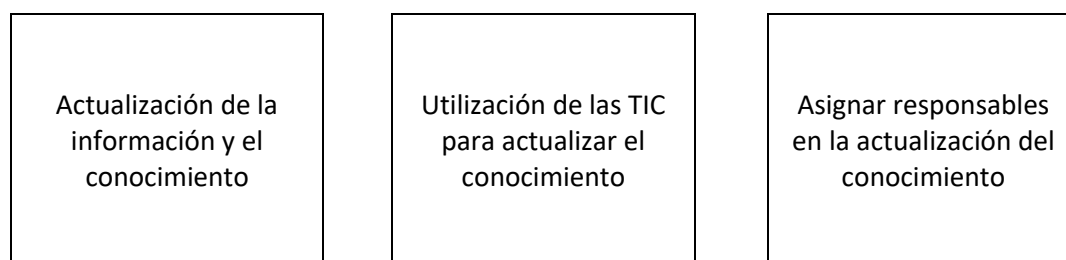 Actualización de la
información y el
conocimiento
Utilización de las TIC
para actualizar el
conocimiento
Asignar responsables
en la actualización del
conocimiento